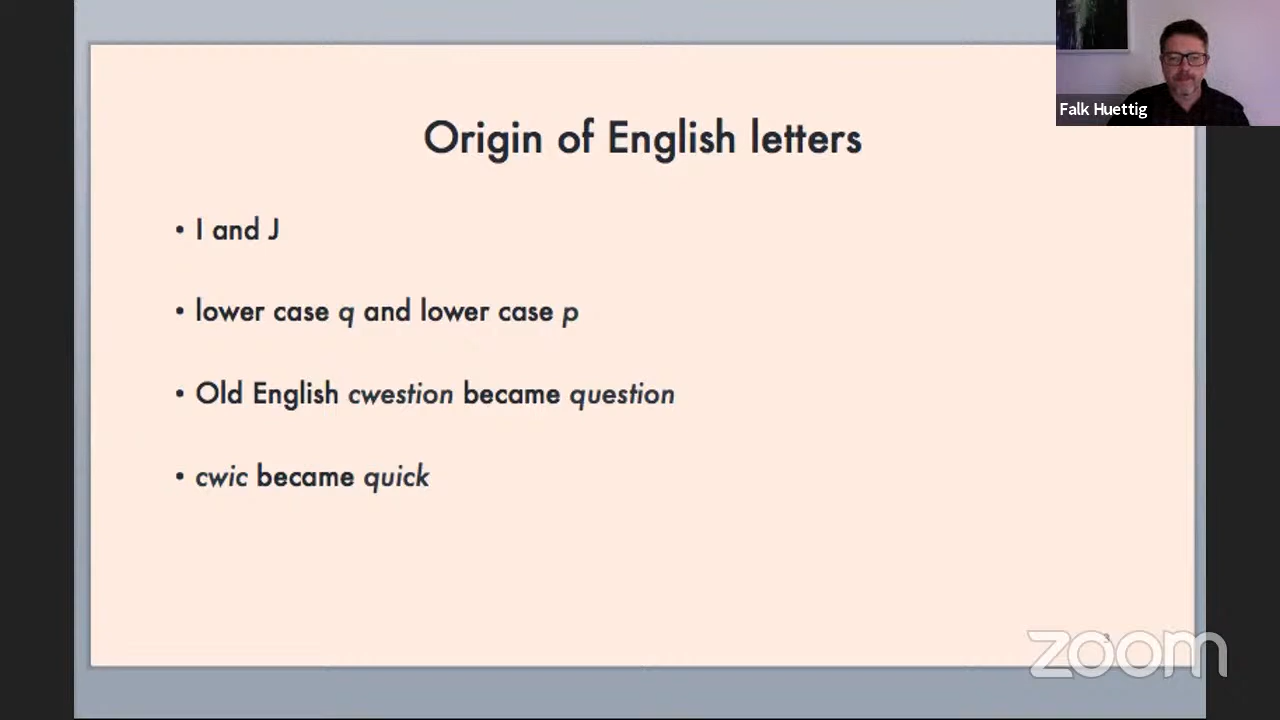 Falk Huettig
Origin of English letters
• I and J
• lower case q and lower case p
• Old English cwestion became question
• cwic became quick
3
zoom